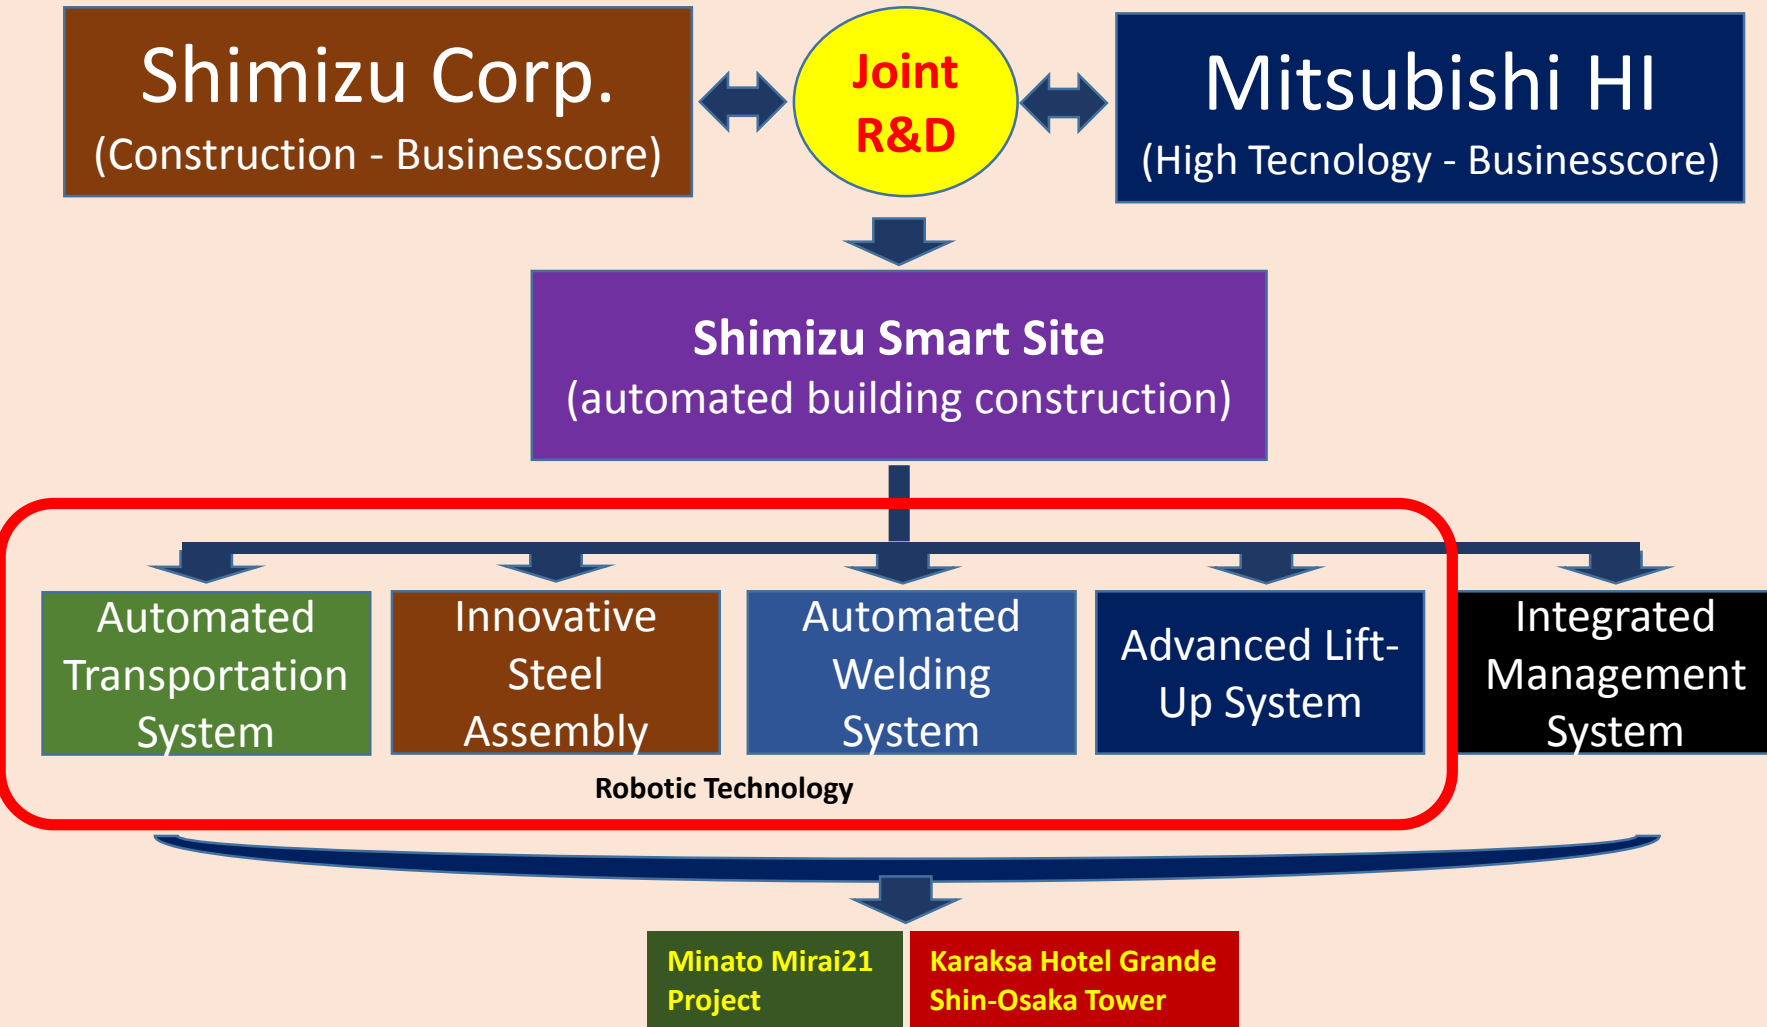 Shimizu Corp.
(Construction - Businesscore)
Joint
R&D
Mitsubishi HI
(High Tecnology - Businesscore)
Shimizu Smart Site
(automated building construction)
Automated
Transportation
System
Innovative
Steel
Assembly
Automated
Welding
System
Advanced Lift-
Up System
Integrated
Management
System
Robotic Technology
Minato Mirai21
Project
Karaksa Hotel Grande
Shin-Osaka Tower